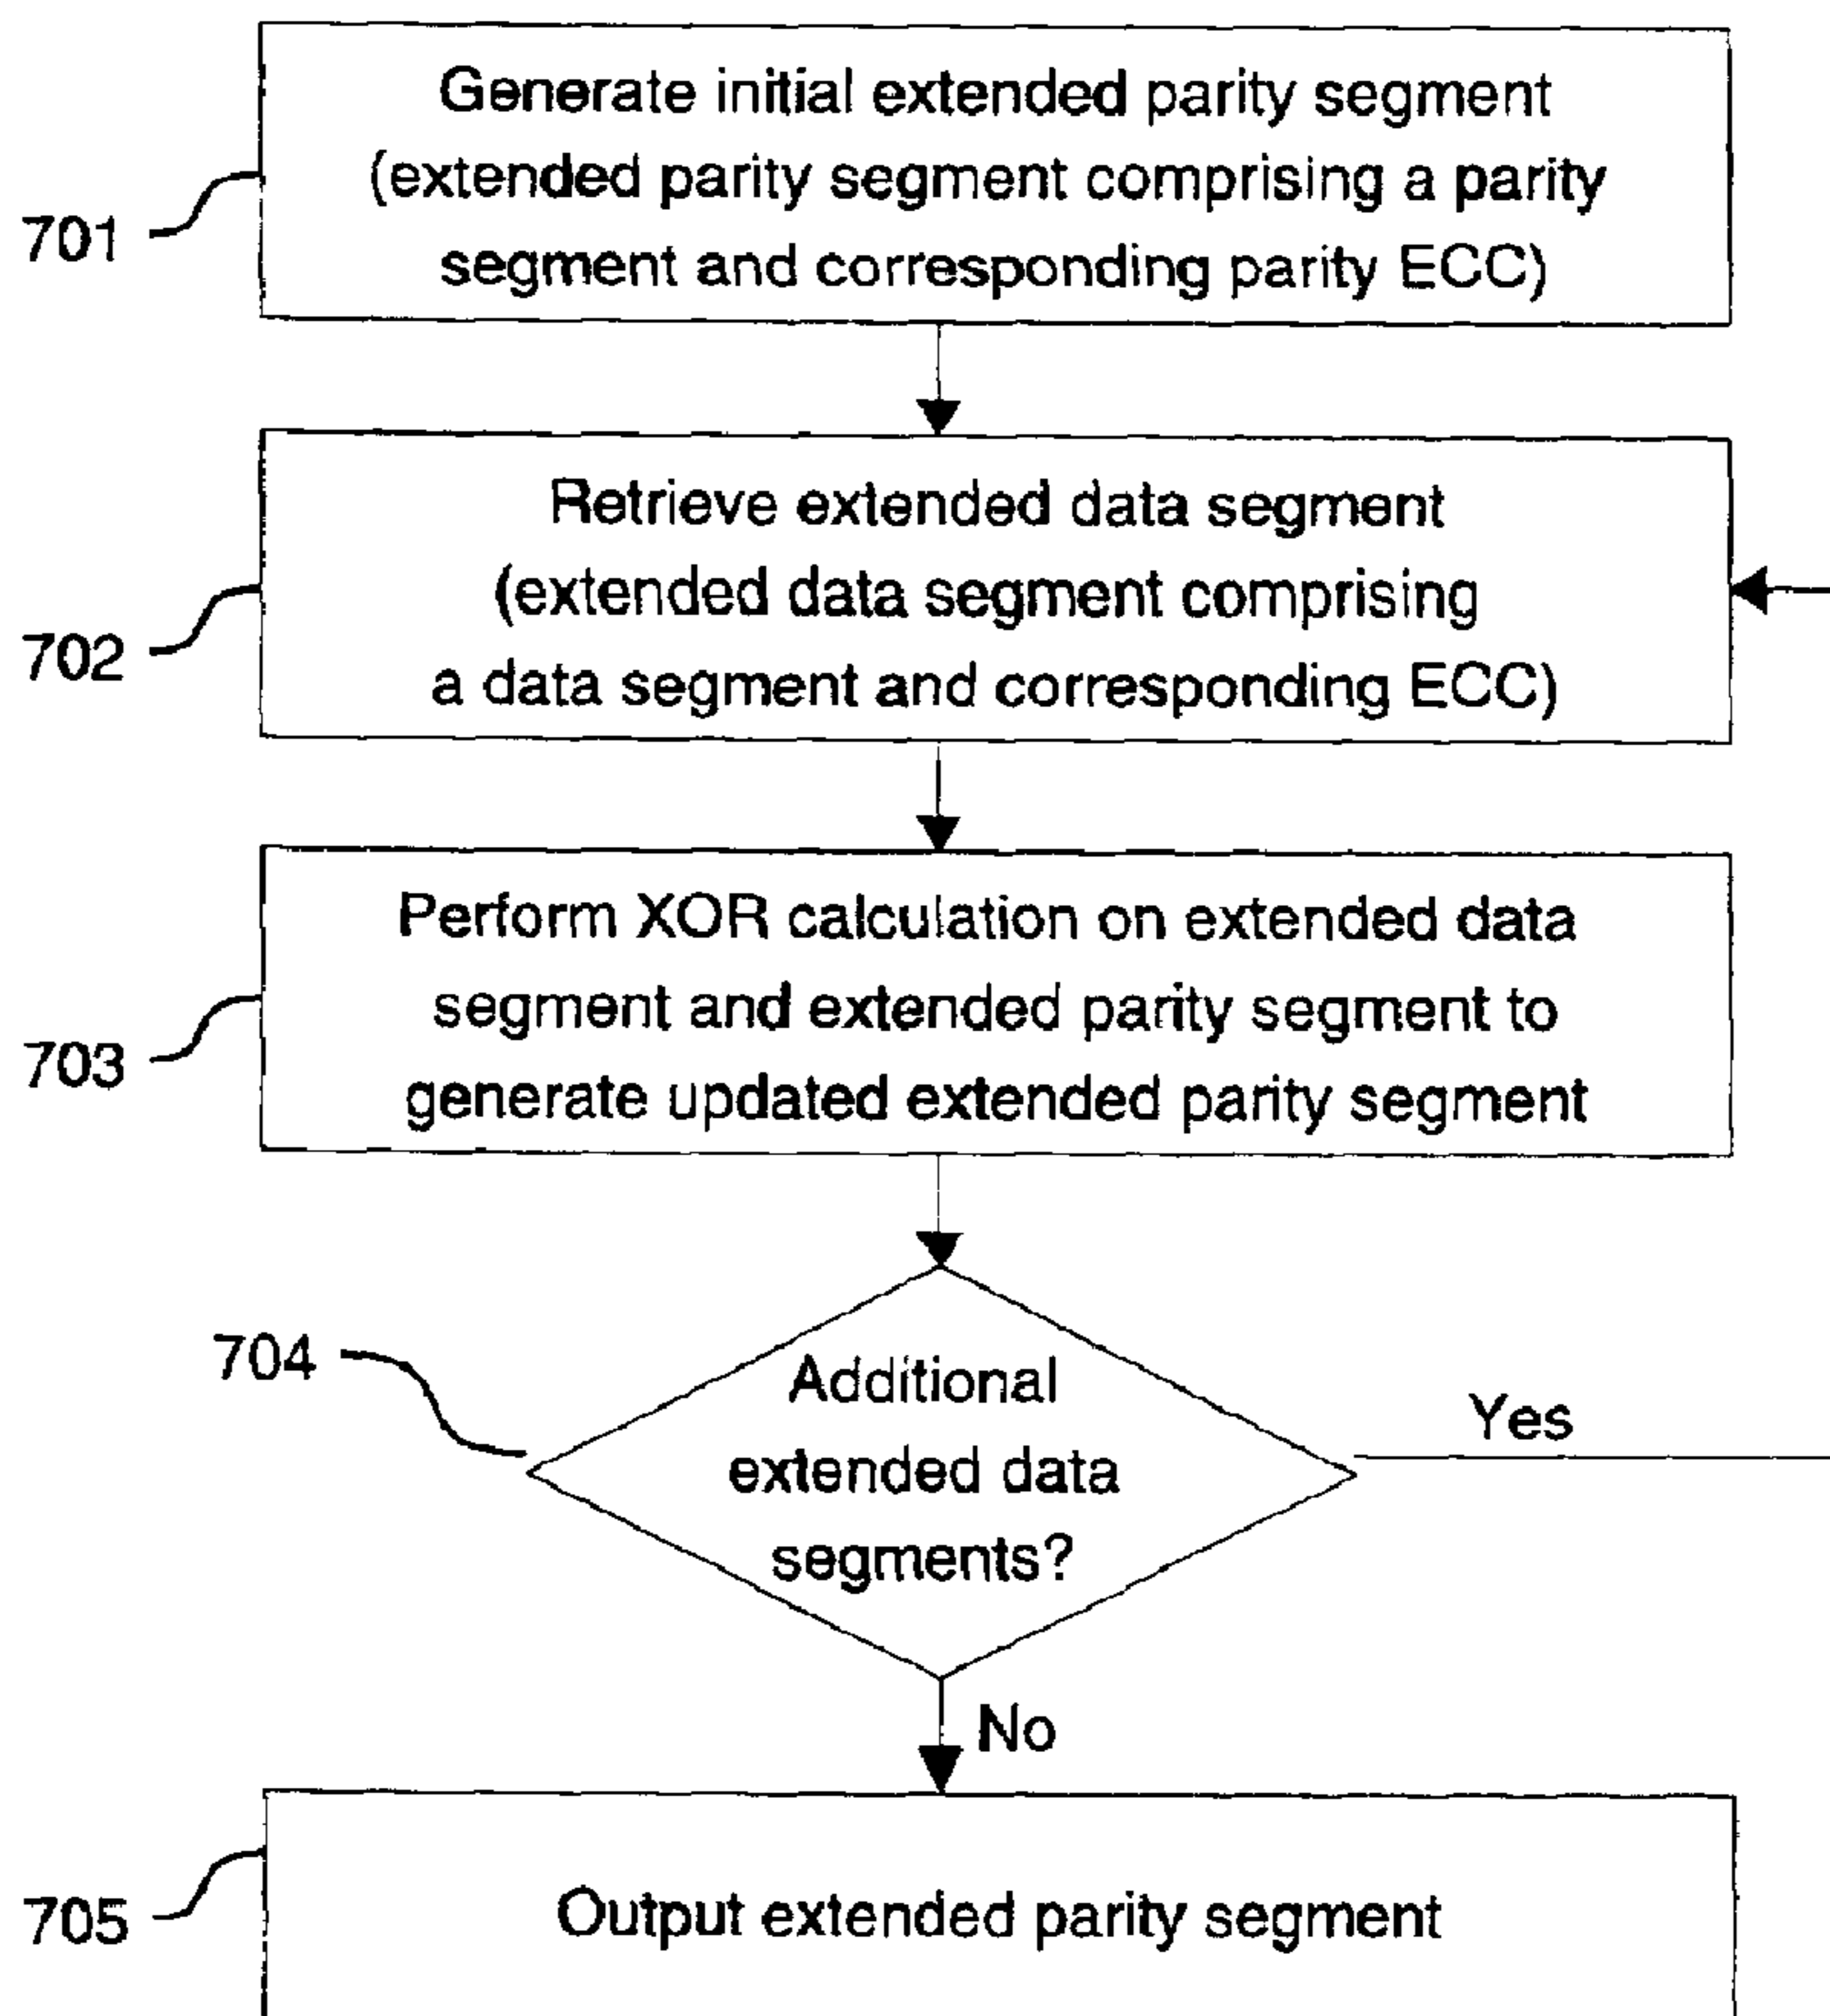 Generate initial extended parity segment
(extended parity segment comprising a parity
segment and corresponding parity ECC)
701
Retrieve extended data segment
(extended data segment comprising
a data segment and corresponding ECC)
702
Perform XOR calculation on extended data
segment and extended parity segment to
generate updated extended parity segment
703
704
Additional
extended data
segments?
Yes
No
705
Output extended parity segment